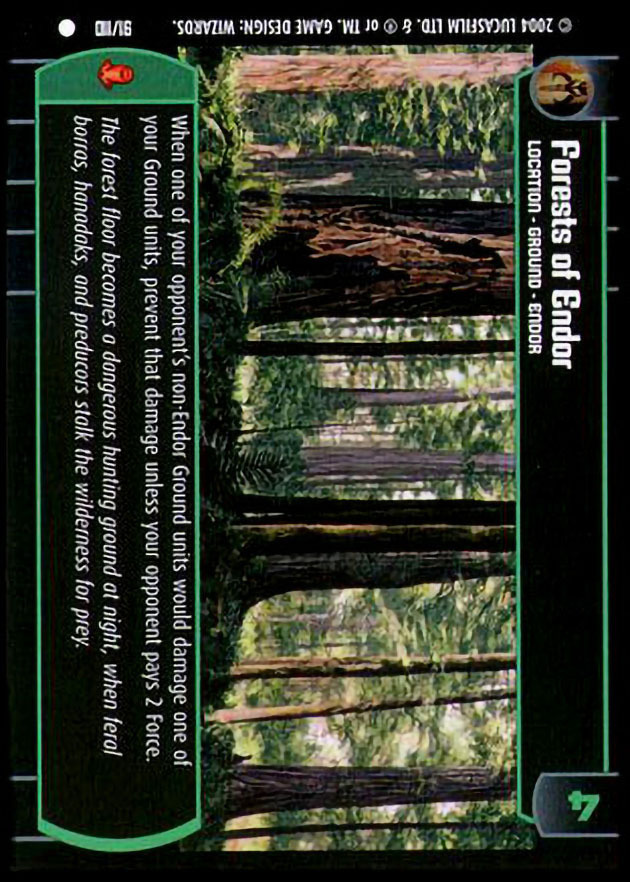 Forests of Endor
LOCATION - GROUND - ENDOR
When one of your opponent's non-Endor Ground units would damage one of
your Ground units, prevent that damage unless your opponent pays 2 Force.
The forest floor becomes a dangerous hunting ground at night, when feral
borras, hanadaks, and preducors stalk the wilderness for prey.
© 2004 LUCASFILM LTD. & ® or TM. GAME DESIGN: WIZARDS.
91/110